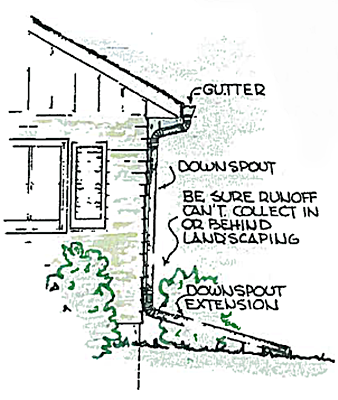 GUTTER
DOWNSPOUT
BE SURE RUNOFF
CAN'T COLLECT IN
OR BEHIND
LANDSCAPING
DOWNSPOUT
EXTENSION